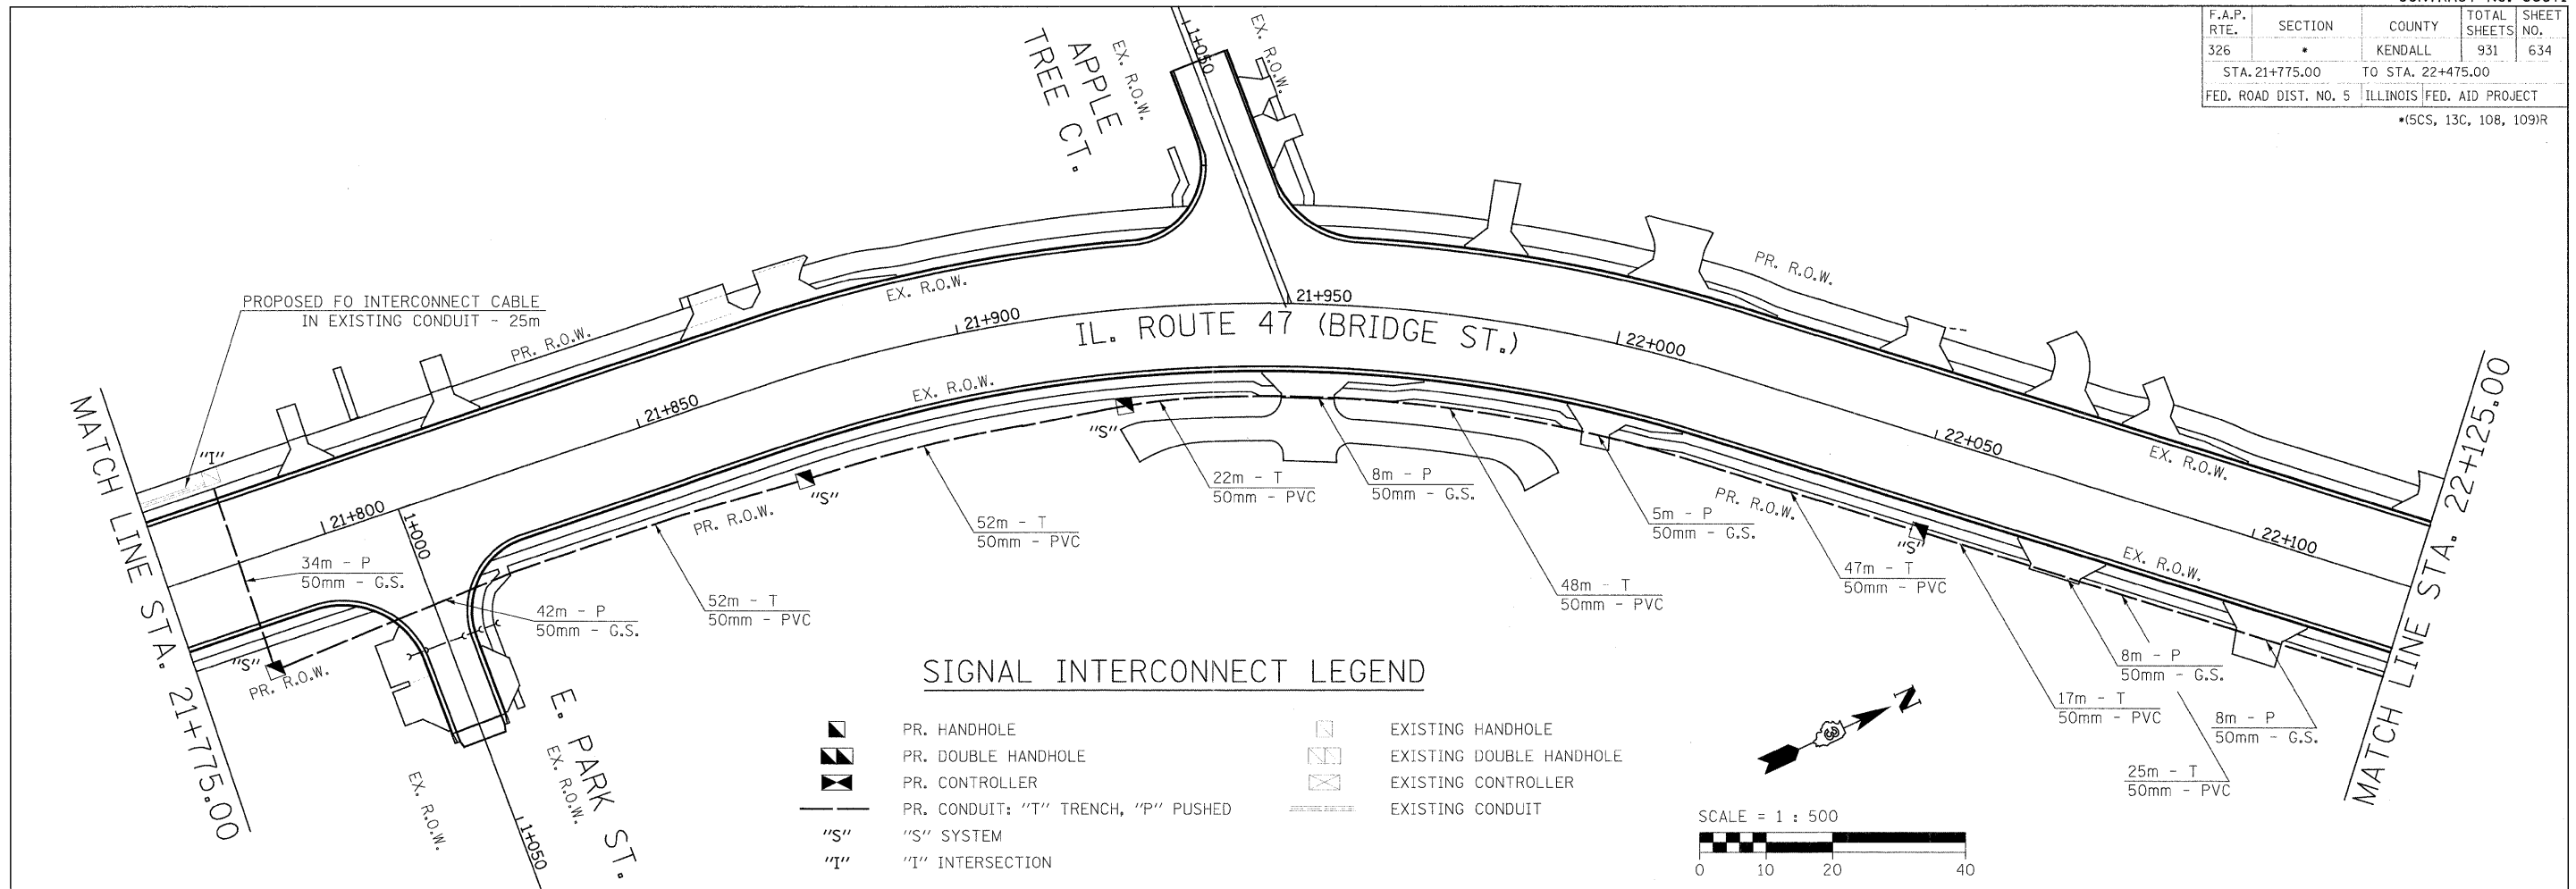 F.A.P. RTE. SECTION COUNTY TOTAL SHEETS SHEET NO.
326 * KENDALL 931 634
STA. 21+775.00 TO STA. 22+475.00
FED. ROAD DIST. NO. 5 ILLINOIS FED. AID PROJECT
*(5CS, 13C, 108, 109)R
APPLE
TREE CT.
EX. R.O.W.
1+050
EX. R.O.W.
PROPOSED FO INTERCONNECT CABLE
IN EXISTING CONDUIT - 25m
PR. R.O.W.
EX. R.O.W.
PR. R.O.W.
21+800
21+850
21+900
21+950
22+000
22+050
22+100
IL. ROUTE 47 (BRIDGE ST.)
EX. R.O.W.
EX. R.O.W.
EX. R.O.W.
MATCH LINE STA. 21+775.00
MATCH LINE STA. 22+125.00
"I"
1+000
34m - P
50mm - G.S.
"S"
PR. R.O.W.
42m - P
50mm - G.S.
52m - T
50mm - PVC
PR. R.O.W.
"S"
52m - T
50mm - PVC
"S"
22m - T
50mm - PVC
8m - P
50mm - G.S.
48m - T
50mm - PVC
5m - P
50mm - G.S.
PR. R.O.W.
47m - T
50mm - PVC
"S"
17m - T
50mm - PVC
8m - P
50mm - G.S.
25m - T
50mm - PVC
8m - P
50mm - G.S.
E. PARK ST.
EX. R.O.W.
EX. R.O.W.
1+050
SIGNAL INTERCONNECT LEGEND
PR. HANDHOLE
PR. DOUBLE HANDHOLE
PR. CONTROLLER
PR. CONDUIT: "T" TRENCH, "P" PUSHED
"S" "S" SYSTEM
"I" "I" INTERSECTION
EXISTING HANDHOLE
EXISTING DOUBLE HANDHOLE
EXISTING CONTROLLER
EXISTING CONDUIT
N
SCALE = 1 : 500
0 10 20 40